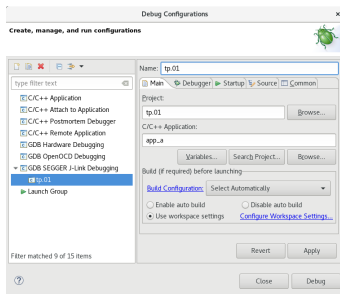 Debug Configurations
Create, manage, and run configurations
type filter text
C/C++ Application
C/C++ Attach to Application
C/C++ Postmortem Debugger
C/C++ Remote Application
GDB Hardware Debugging
GDB OpenOCD Debugging
GDB SEGGER J-Link Debugging
tp.01
Launch Group
Filter matched 9 of 15 items
Name: tp.01
Main Debugger Startup Source Common
Project:
tp.01 Browse...
C/C++ Application:
app_a
Variables... Search Project... Browse...
Build (if required) before launching
Build Configuration: Select Automatically
Enable auto build Disable auto build
Use workspace settings Configure Workspace Settings...
Revert Apply
Close Debug